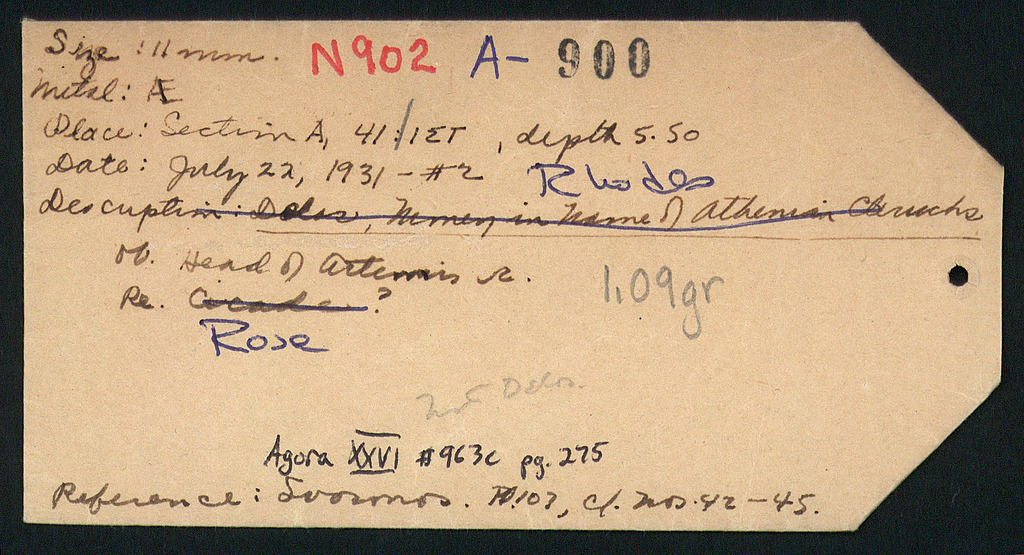 Size : 11 mm. N902 A- 900
Metal: Æ
Place: Section A, 41:/IET , depth 5.50
Date: July 22, 1931 - #2 Rhodes
Description: Delos, Money in Name of Athenian Cleruchs
Ob. Head of Artemis r.
Re. Cicada ? 1.09gr
Rose
Not Delos.
Agora XXVI #963c pg. 275
Reference: Svoronos. Pl.107, cf. nos. 42-45.